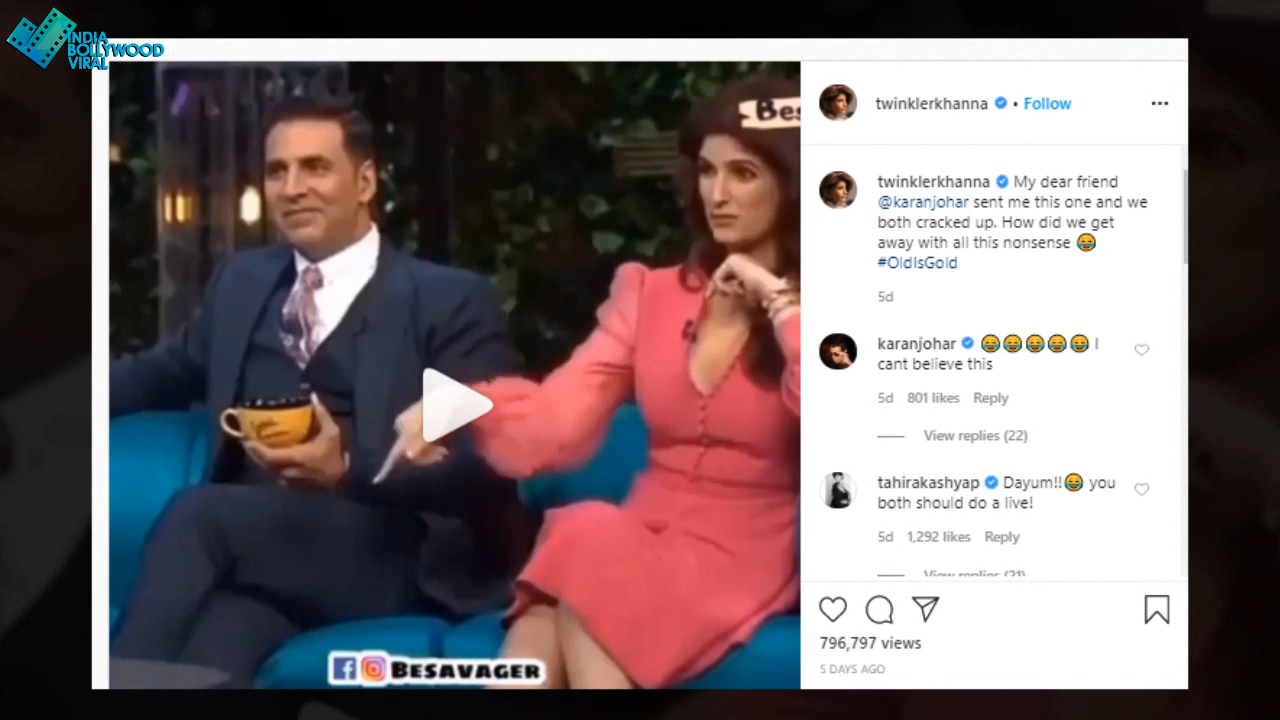 INDIA
BOLLYWOOD
VIRAL
Bes
BESAVAGER
twinklerkhanna • Follow
twinklerkhanna My dear friend
@karanjohar sent me this one and we
both cracked up. How did we get
away with all this nonsense 😂
#OldIsGold
5d
karanjohar 😂😂😂😂😂 I
cant believe this
5d 801 likes Reply
View replies (22)
tahirakashyap Dayum!!😂 you
both should do a live!
5d 1,292 likes Reply
View replies (21)
796,797 views
5 DAYS AGO